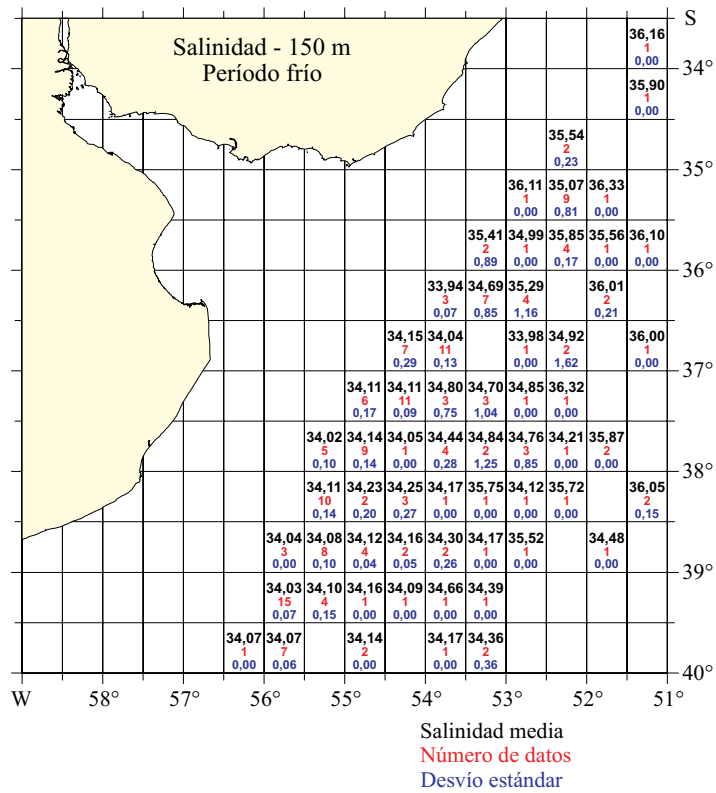 Salinidad - 150 m
Período frío
S
36,16
1
0,00
34°
35,90
1
0,00
35,54
2
0,23
35°
36,11 35,07 36,33
1 9 1
0,00 0,81 0,00
35,41 34,99 35,85 35,56 36,10
2 1 4 1 1
0,89 0,00 0,17 0,00 0,00
36°
33,94 34,69 35,29 36,01
3 7 4 2
0,07 0,85 1,16 0,21
34,15 34,04 33,98 34,92 36,00
7 11 1 2 1
0,29 0,13 0,00 1,62 0,00
37°
34,11 34,11 34,80 34,70 34,85 36,32
6 11 3 3 1 1
0,17 0,09 0,75 1,04 0,00 0,00
34,02 34,14 34,05 34,44 34,84 34,76 34,21 35,87
5 9 1 4 2 3 1 2
0,10 0,14 0,00 0,28 1,25 0,85 0,00 0,00
38°
34,11 34,23 34,25 34,17 35,75 34,12 35,72 36,05
10 2 3 1 1 1 1 2
0,14 0,20 0,27 0,00 0,00 0,00 0,00 0,15
34,04 34,08 34,12 34,16 34,30 34,17 35,52 34,48
3 8 4 2 2 1 1 1
0,00 0,10 0,04 0,05 0,26 0,00 0,00 0,00
39°
34,03 34,10 34,16 34,09 34,66 34,39
15 4 1 1 1 1
0,07 0,15 0,00 0,00 0,00 0,00
34,07 34,07 34,14 34,17 34,36
1 7 2 1 2
0,00 0,06 0,00 0,00 0,36
40°
W 58° 57° 56° 55° 54° 53° 52° 51°
Salinidad media
Número de datos
Desvío estándar